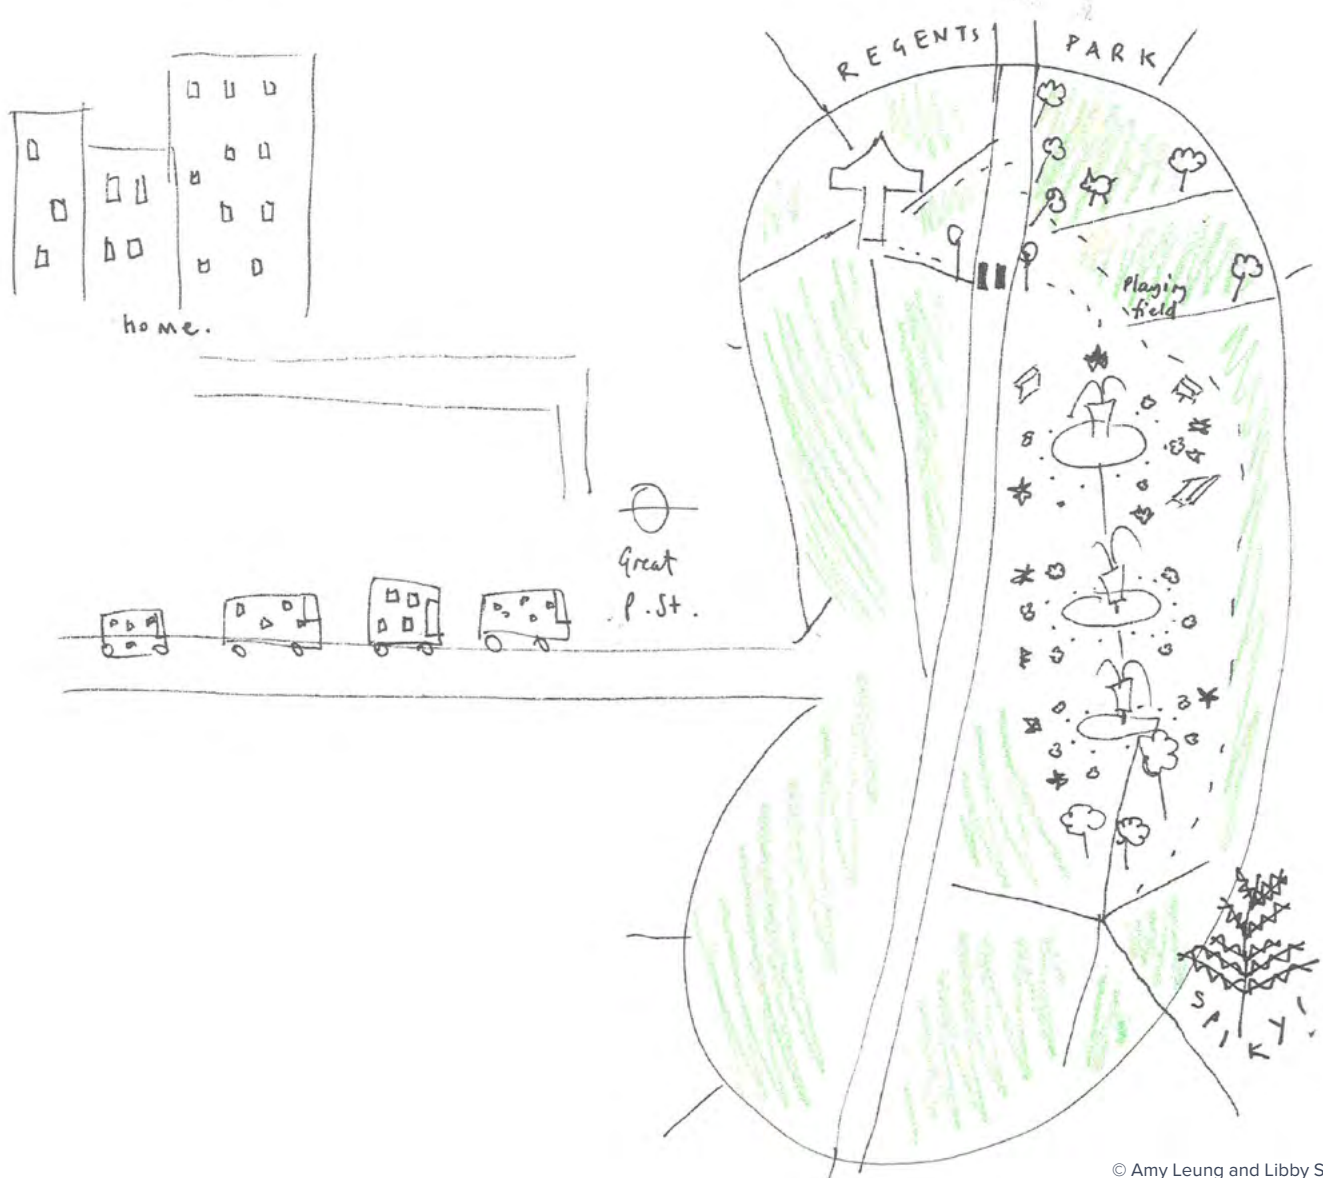 REGENTS PARK
home.
Playing
field
Great
P. St.
SPIKY!
© Amy Leung and Libby S